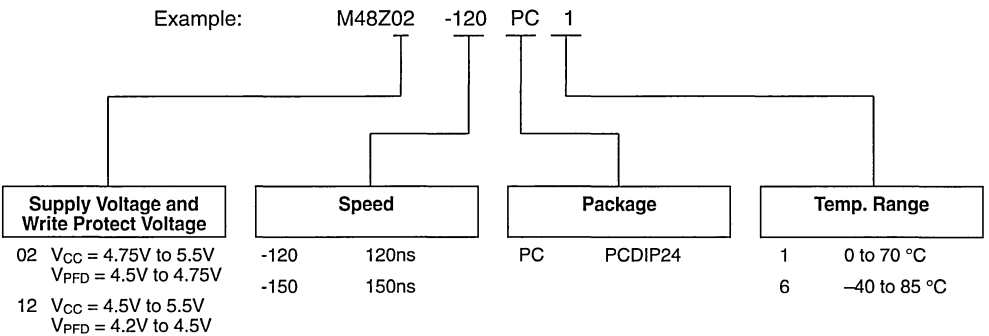 Example: M48Z02 -120 PC 1
Supply Voltage and
Write Protect Voltage
02 VCC = 4.75V to 5.5V
VPFD = 4.5V to 4.75V
12 VCC = 4.5V to 5.5V
VPFD = 4.2V to 4.5V
Speed
-120 120ns
-150 150ns
Package
PC PCDIP24
Temp. Range
1 0 to 70 °C
6 –40 to 85 °C